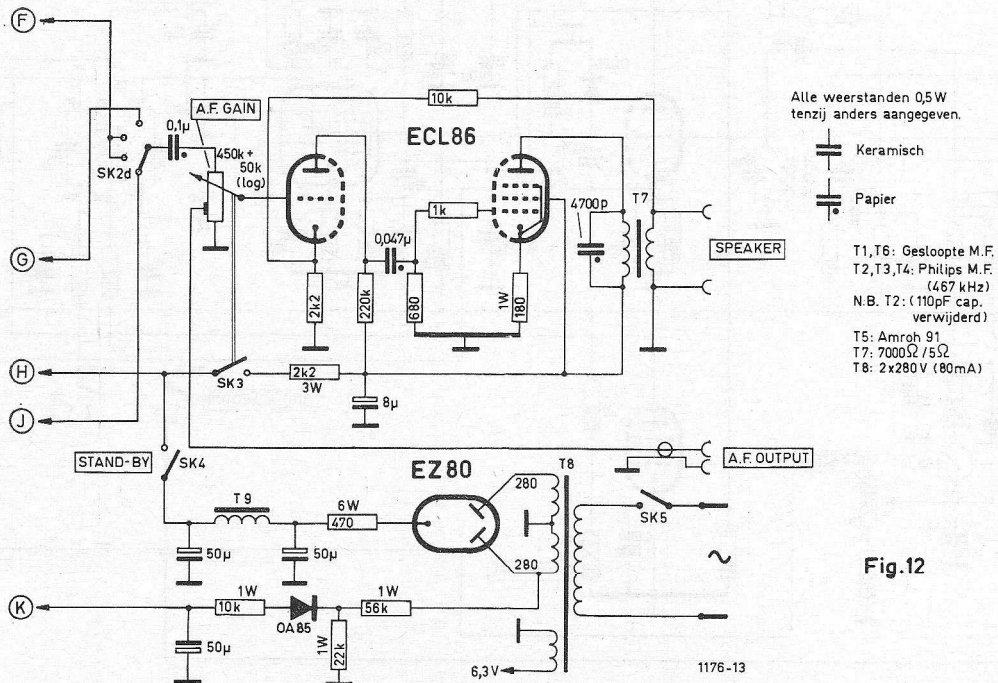 F
A.F. GAIN
10k
ECL86
0,1µ
450k+
50k
(log)
SK2d
1k
4700p
T7
SPEAKER
0,047µ
G
2k2
220k
680
1W
180
H
SK3
2k2
3W
8µ
J
STAND-BY
SK4
EZ80
T8
A.F. OUTPUT
280
SK5
T9
6W
470
50µ
50µ
280
~
K
1W
10k
OA85
1W
56k
1W
22k
50µ
6,3V
1176-13
Alle weerstanden 0,5W
tenzij anders aangegeven.
Keramisch
Papier
T1,T6: Gesloopte M.F.
T2,T3,T4: Philips M.F.
(467 kHz)
N.B. T2: (110pF cap.
verwijderd)
T5: Amroh 91
T7: 7000Ω/5Ω
T8: 2x280V (80mA)
Fig.12